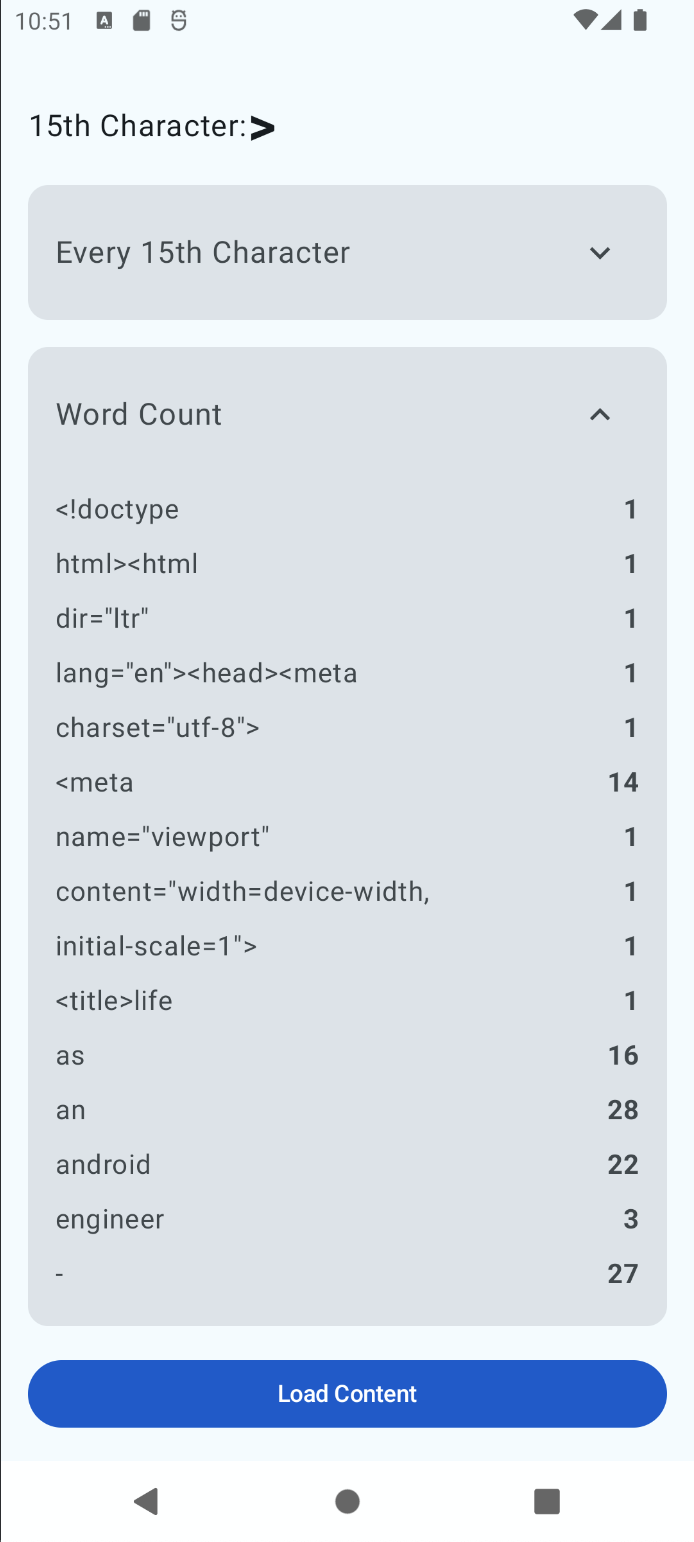 10:51
15th Character:>
Every 15th Character
Word Count
<!doctype 1
html><html 1
dir="ltr" 1
lang="en"><head><meta 1
charset="utf-8"> 1
<meta 14
name="viewport" 1
content="width=device-width, 1
initial-scale=1"> 1
<title>life 1
as 16
an 28
android 22
engineer 3
- 27
Load Content